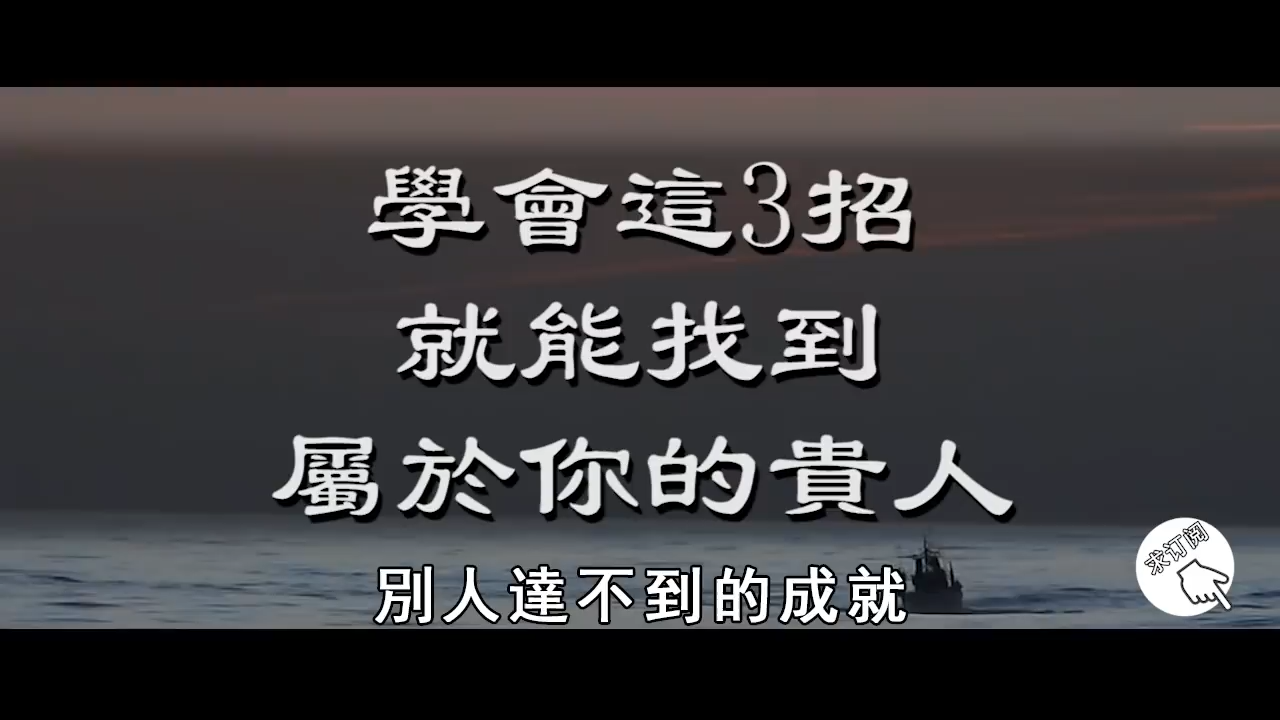 學會這3招
就能找到
屬於你的貴人
求订阅
別人達不到的成就